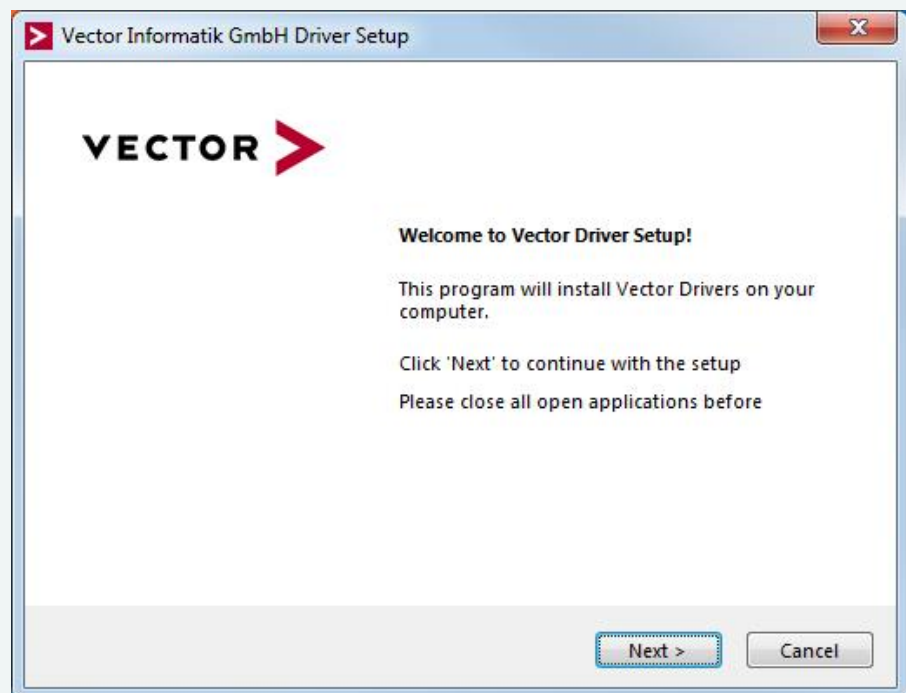 Vector Informatik GmbH Driver Setup
VECTOR
Welcome to Vector Driver Setup!
This program will install Vector Drivers on your
computer.
Click 'Next' to continue with the setup
Please close all open applications before
Next >
Cancel